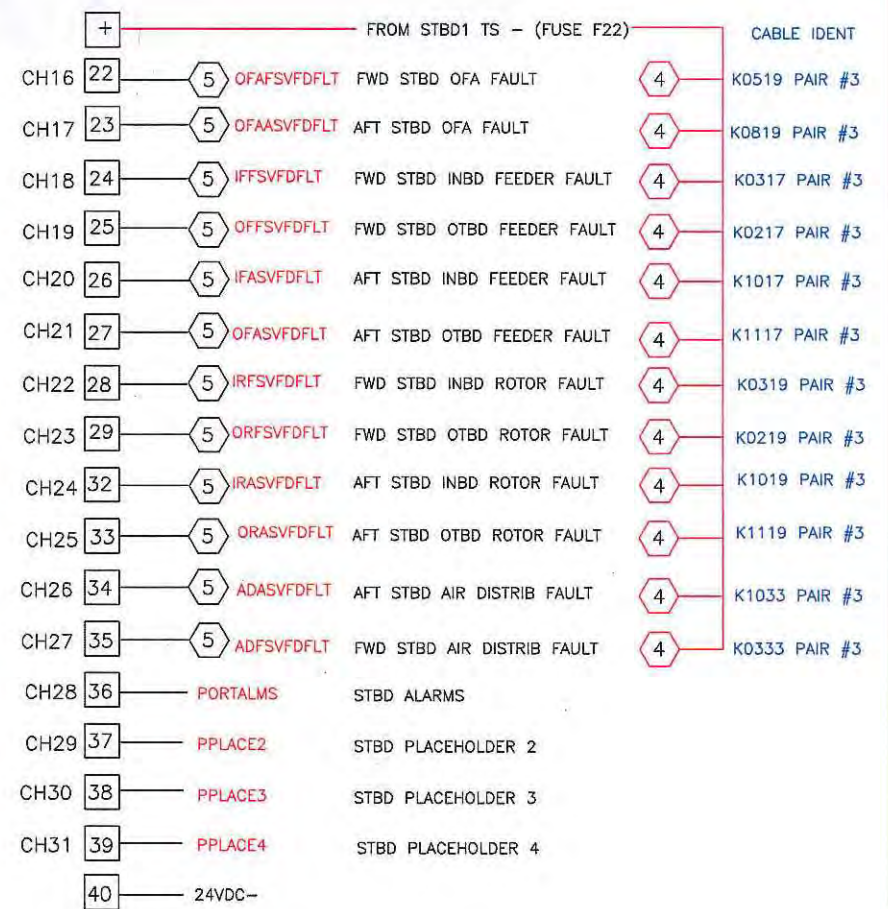 + FROM STBD1 TS - (FUSE F22) CABLE IDENT
CH16 22 5 OFAFSVFDFLT FWD STBD OFA FAULT 4 K0519 PAIR #3
CH17 23 5 OFAASVFDFLT AFT STBD OFA FAULT 4 K0819 PAIR #3
CH18 24 5 IFFSVFDFLT FWD STBD INBD FEEDER FAULT 4 K0317 PAIR #3
CH19 25 5 OFFSVFDFLT FWD STBD OTBD FEEDER FAULT 4 K0217 PAIR #3
CH20 26 5 IFASVFDFLT AFT STBD INBD FEEDER FAULT 4 K1017 PAIR #3
CH21 27 5 OFASVFDFLT AFT STBD OTBD FEEDER FAULT 4 K1117 PAIR #3
CH22 28 5 IRFSVFDFLT FWD STBD INBD ROTOR FAULT 4 K0319 PAIR #3
CH23 29 5 ORFSVFDFLT FWD STBD OTBD ROTOR FAULT 4 K0219 PAIR #3
CH24 32 5 IRASVFDFLT AFT STBD INBD ROTOR FAULT 4 K1019 PAIR #3
CH25 33 5 ORASVFDFLT AFT STBD OTBD ROTOR FAULT 4 K1119 PAIR #3
CH26 34 5 ADASVFDFLT AFT STBD AIR DISTRIB FAULT 4 K1033 PAIR #3
CH27 35 5 ADFSVFDFLT FWD STBD AIR DISTRIB FAULT 4 K0333 PAIR #3
CH28 36 PORTALMS STBD ALARMS
CH29 37 PPLACE2 STBD PLACEHOLDER 2
CH30 38 PPLACE3 STBD PLACEHOLDER 3
CH31 39 PPLACE4 STBD PLACEHOLDER 4
40 24VDC-